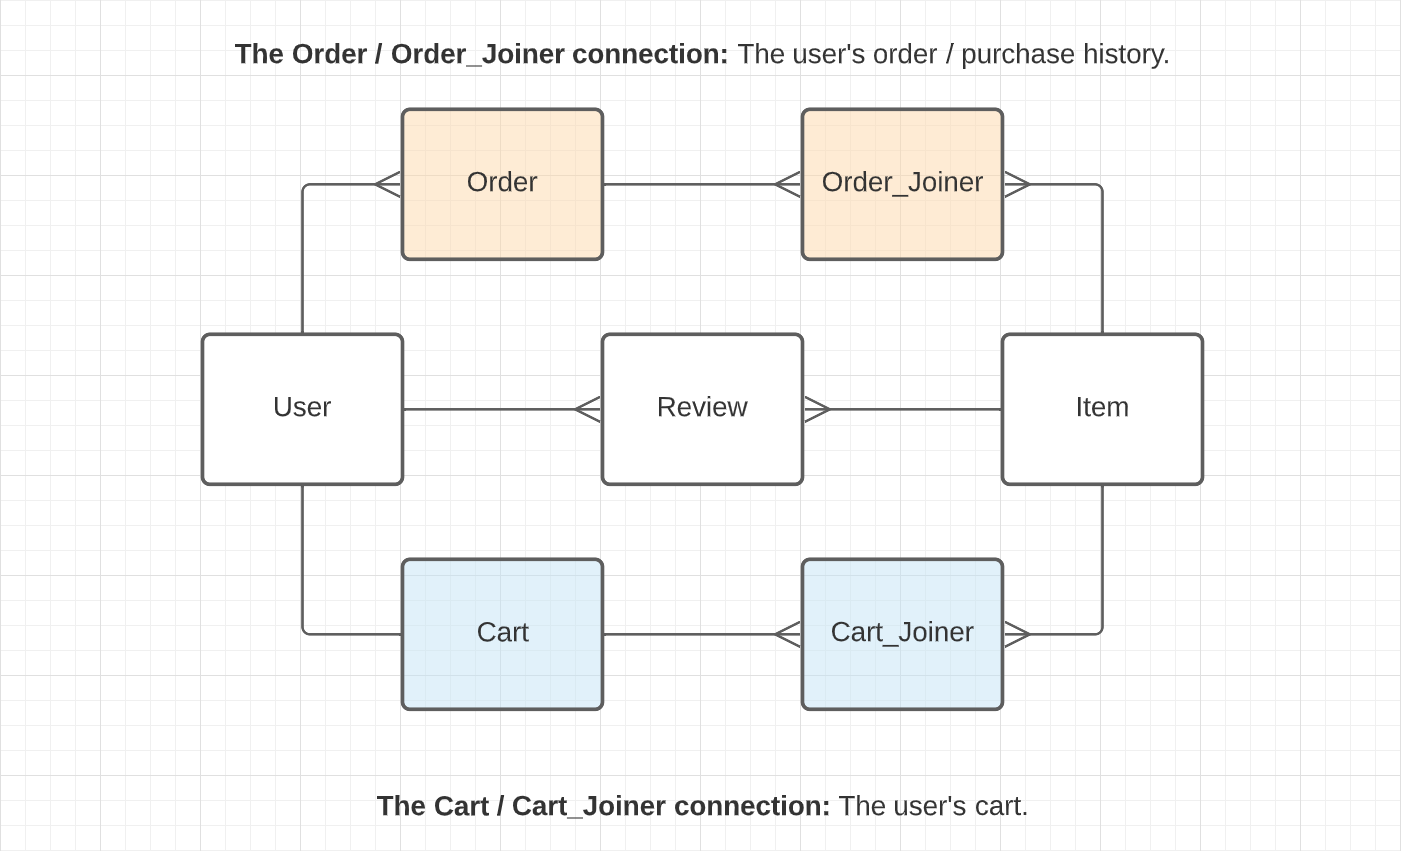 The Order / Order_Joiner connection: The user's order / purchase history.
Order
Order_Joiner
User
Review
Item
Cart
Cart_Joiner
The Cart / Cart_Joiner connection: The user's cart.